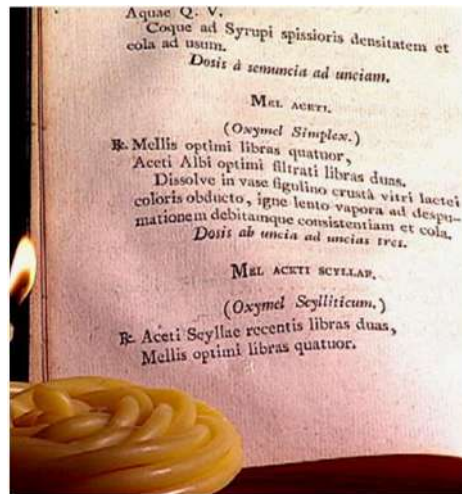 Aquae Q. V.
Coque ad Syrupi spissioris densitatem et
cola ad usum.
Dosis à semuncia ad unciam.
MEL ACETI.
(Oxymel Simplex.)
℞. Mellis optimi libras quatuor,
Aceti Albi optimi filtrati libras duas.
Dissolve in vase figulino crustâ vitri lactei
coloris obducto, igne lento vapora ad despu-
mationem debitamque consistentiam et cola.
Dosis ab uncia ad uncias tres.
MEL ACETI SCYLLAE.
(Oxymel Scylliticum.)
℞. Aceti Scyllae recentis libras duas,
Mellis optimi libras quatuor.